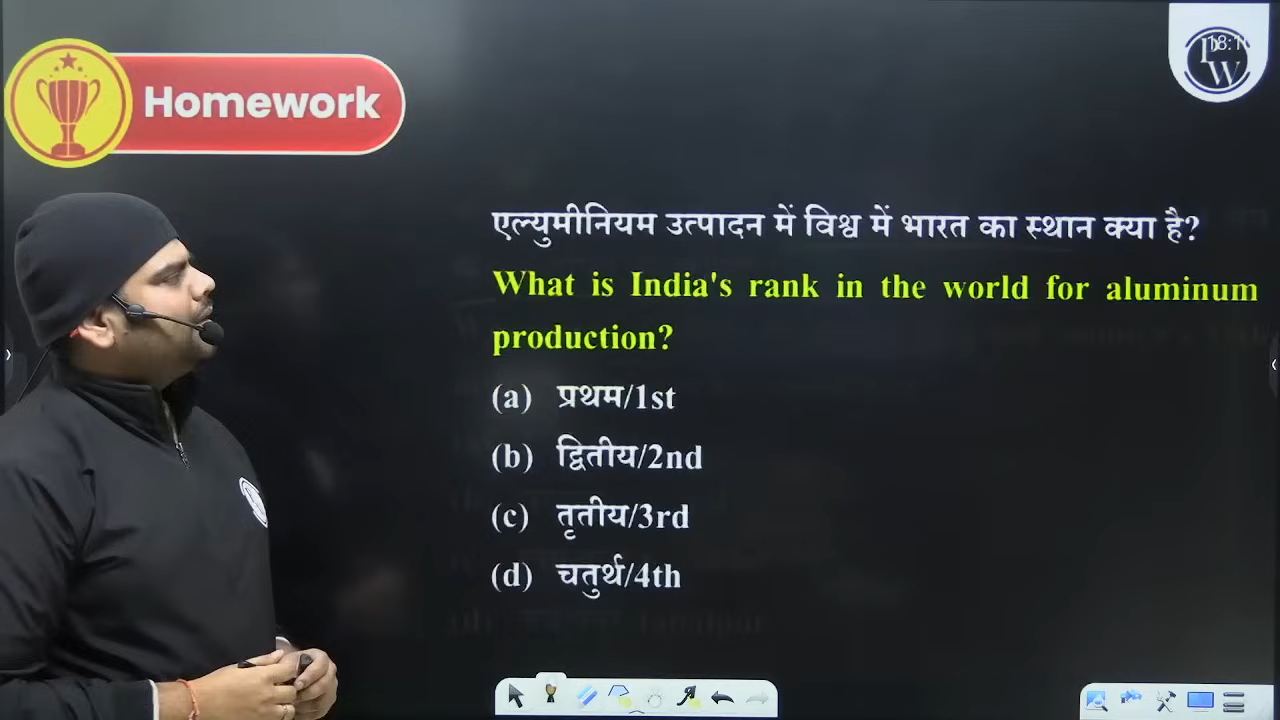 Homework
एल्युमीनियम उत्पादन में विश्व में भारत का स्थान क्या है?
What is India's rank in the world for aluminum
production?
(a) प्रथम/1st
(b) द्वितीय/2nd
(c) तृतीय/3rd
(d) चतुर्थ/4th